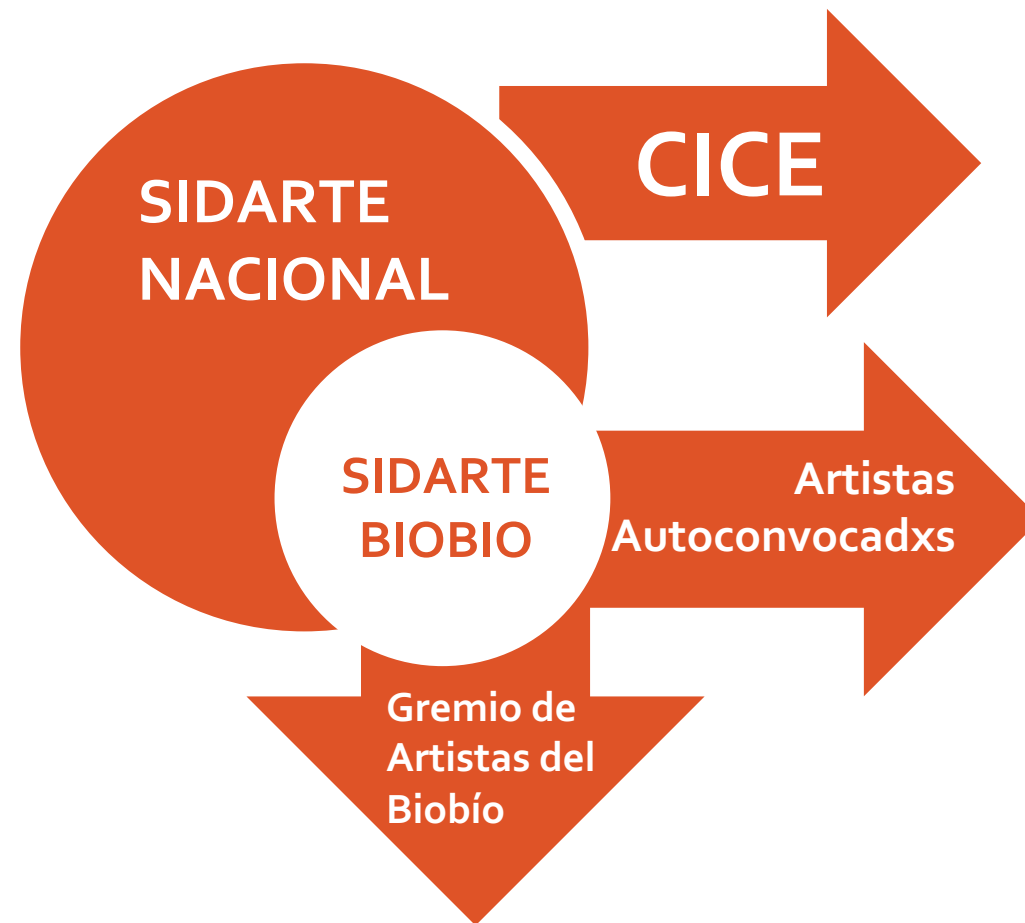 SIDARTE
NACIONAL
CICE
SIDARTE
BIOBIO
Artistas
Autoconvocadxs
Gremio de
Artistas del
Biobío